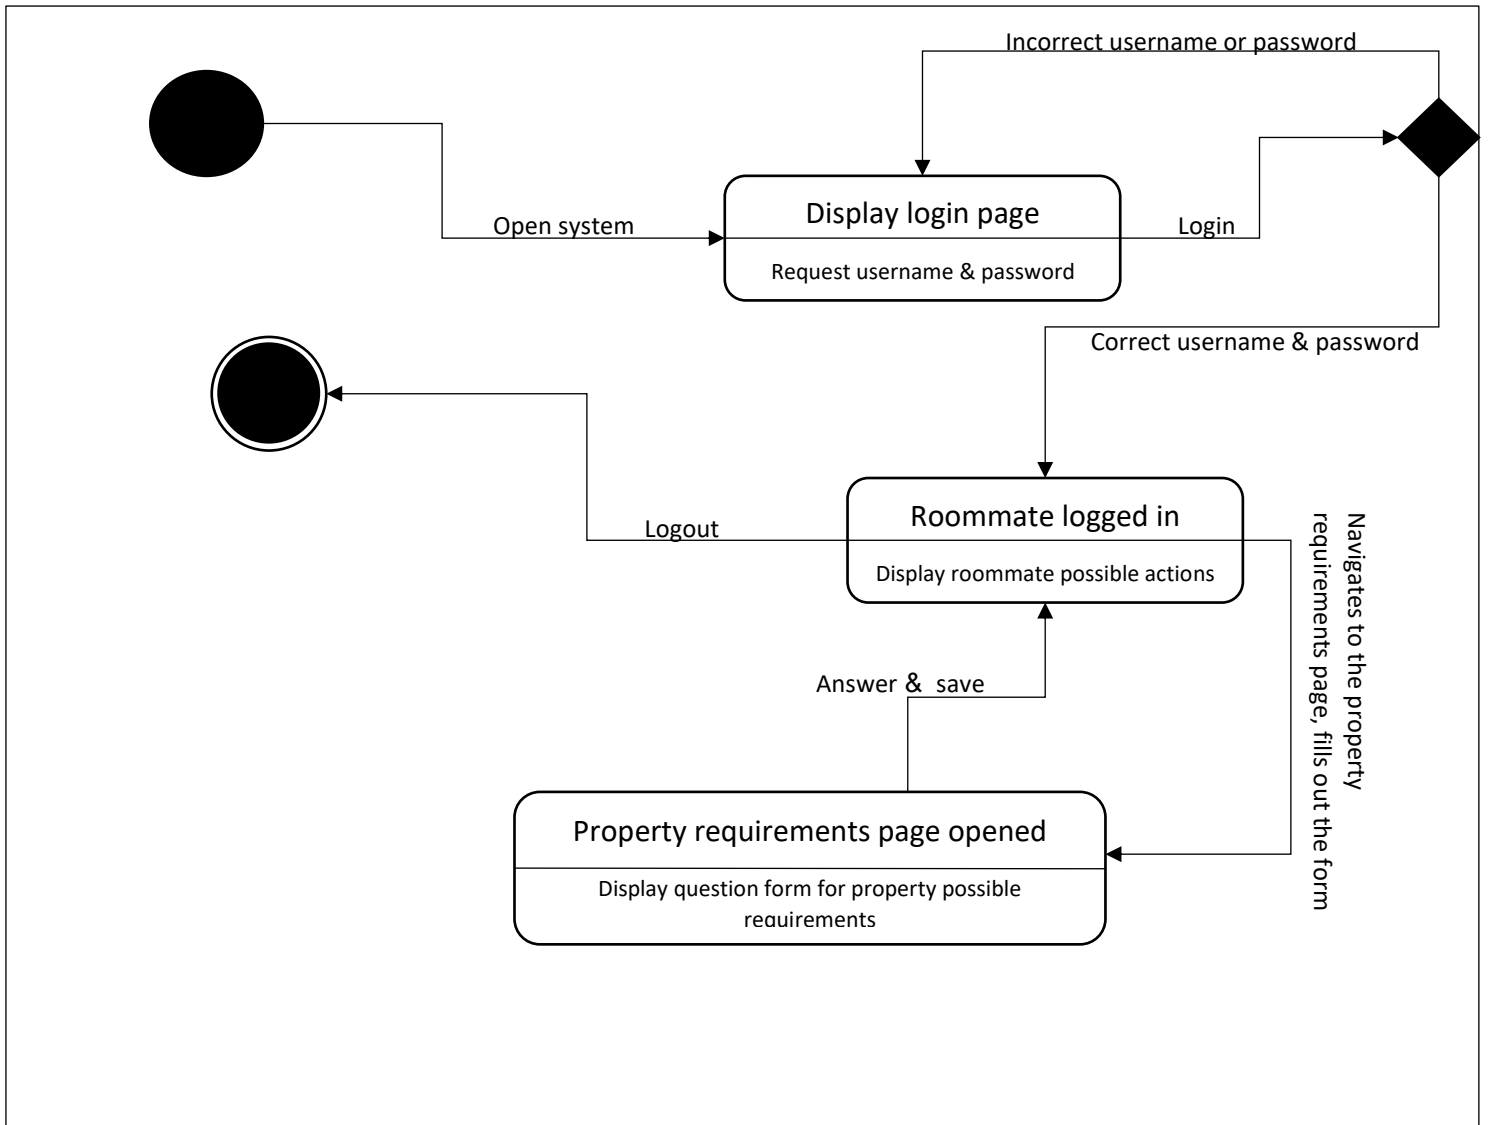 Incorrect username or password
Display login page
Open system
Login
Request username & password
Correct username & password
Roommate logged in
Logout
Display roommate possible actions
Navigates to the property
requirements page, fills out the form
Answer &  save
Property requirements page opened
Display question form for property possible
requirements